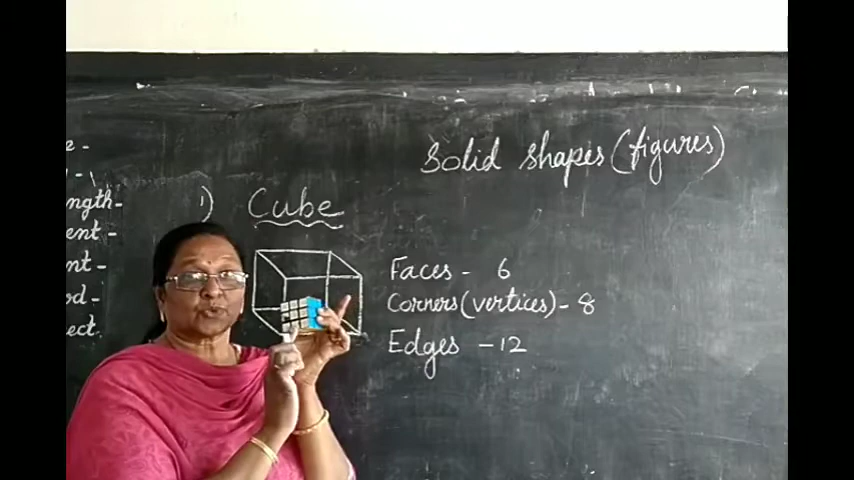 Solid shapes (figures)
1) Cube
Faces - 6
Corners (vertices) - 8
Edges - 12